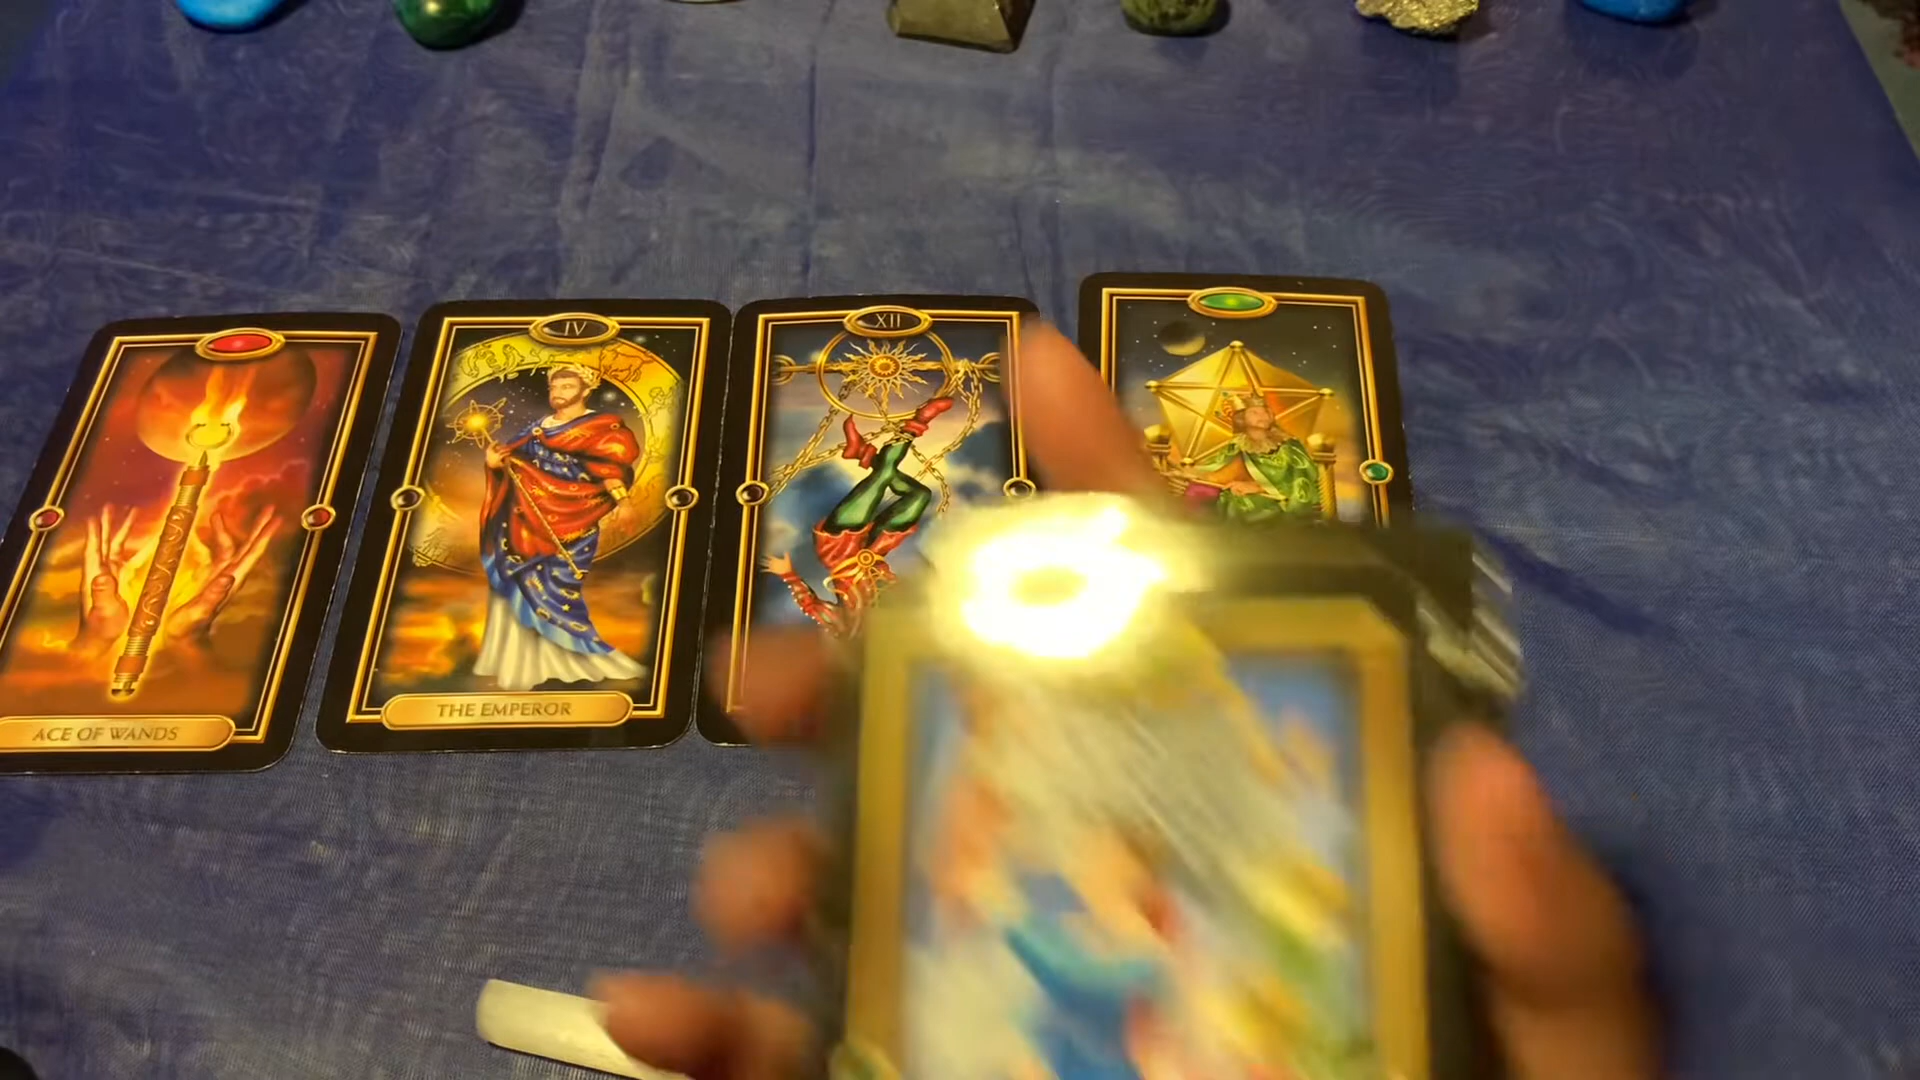 IV
XII
THE EMPEROR
ACE OF WANDS